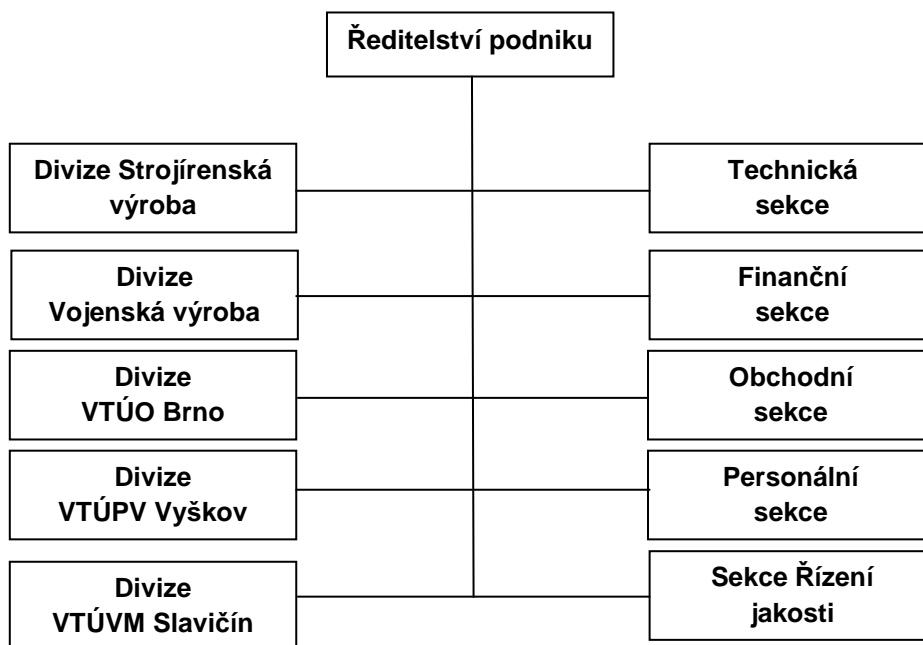 Ředitelství podniku
Divize Strojírenská
výroba
Technická
sekce
Divize
Vojenská výroba
Finanční
sekce
Divize
VTÚO Brno
Obchodní
sekce
Divize
VTÚPV Vyškov
Personální
sekce
Divize
VTÚVM Slavičín
Sekce Řízení
jakosti